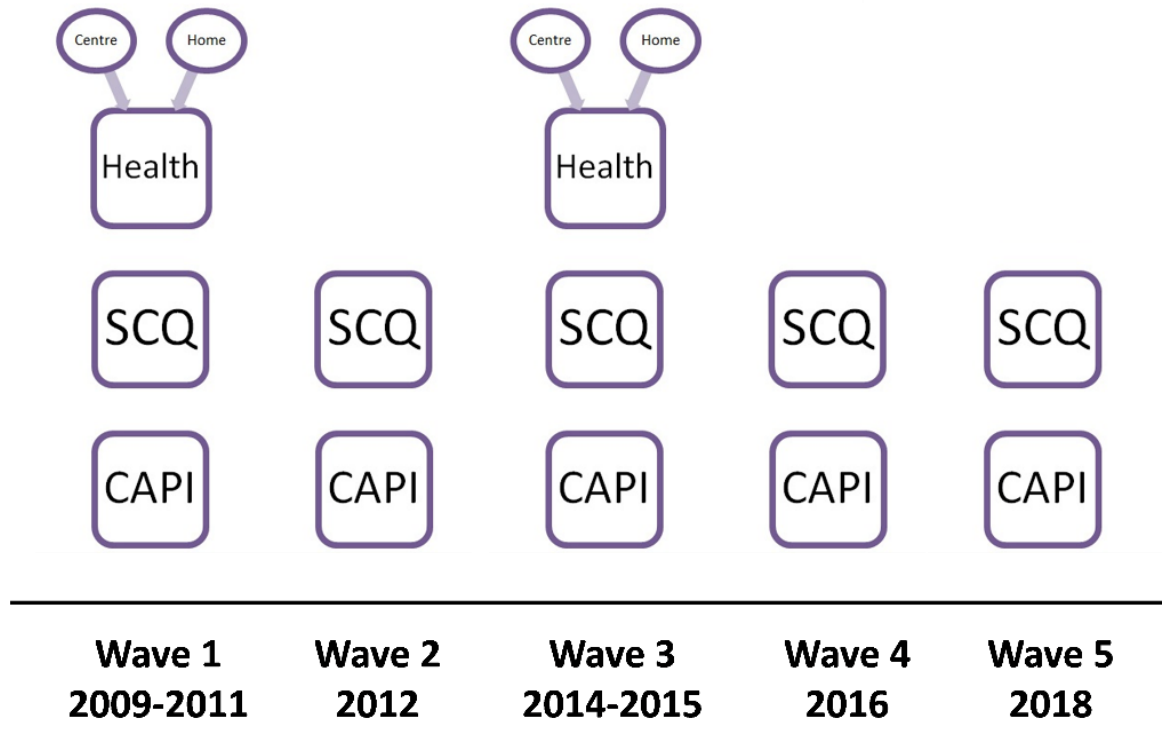 Centre Home Centre Home
Health Health
SCQ SCQ SCQ SCQ SCQ
CAPI CAPI CAPI CAPI CAPI
Wave 1 Wave 2 Wave 3 Wave 4 Wave 5
2009-2011 2012 2014-2015 2016 2018